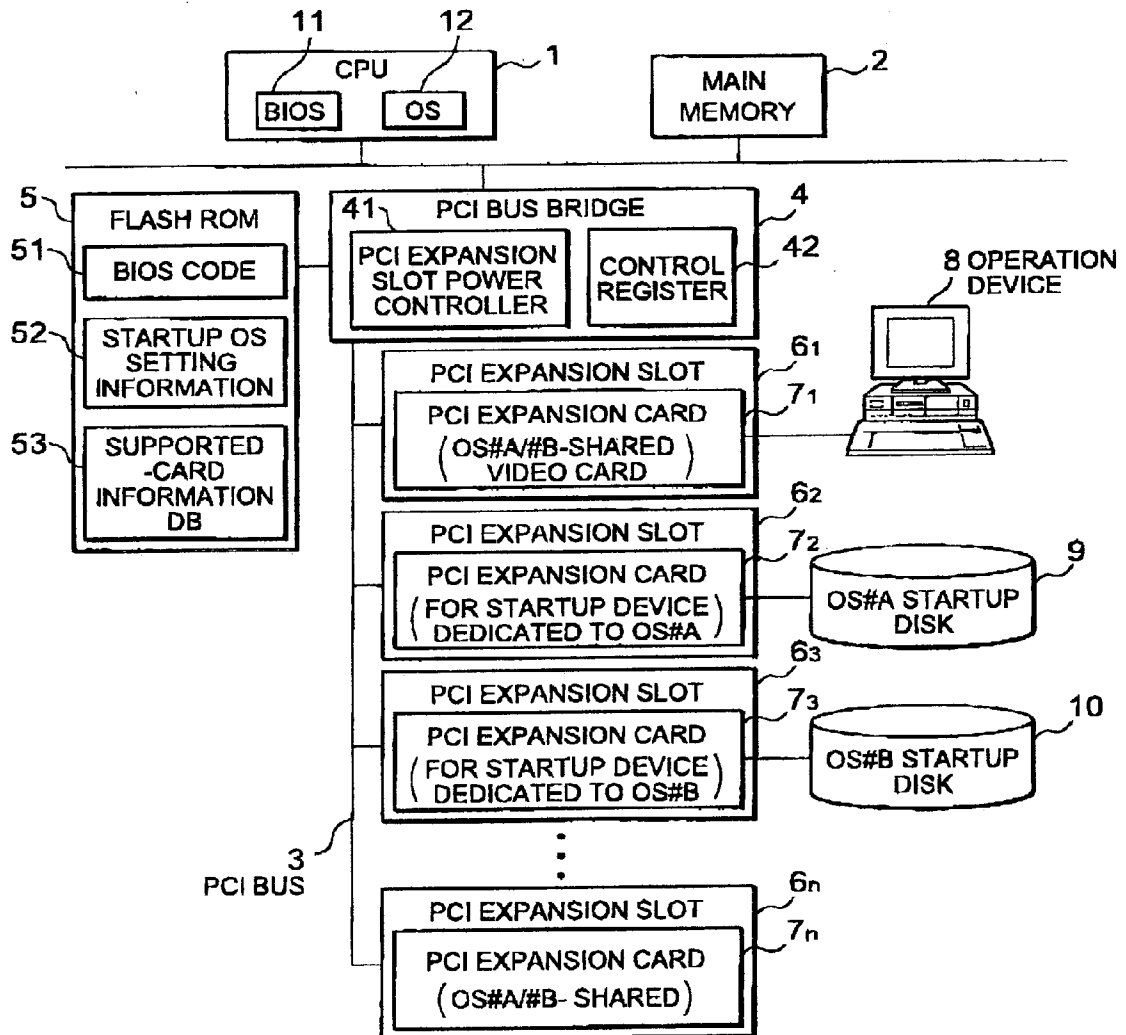 11
12
1
CPU
BIOS
OS
2
MAIN
MEMORY
5
FLASH ROM
51
BIOS CODE
52
STARTUP OS
SETTING
INFORMATION
53
SUPPORTED
-CARD
INFORMATION
DB
4
PCI BUS BRIDGE
41
PCI EXPANSION
SLOT POWER
CONTROLLER
42
CONTROL
REGISTER
8 OPERATION
DEVICE
61
PCI EXPANSION SLOT
71
PCI EXPANSION CARD
(OS#A/#B-SHARED
VIDEO CARD)
62
PCI EXPANSION SLOT
72
PCI EXPANSION CARD
(FOR STARTUP DEVICE
DEDICATED TO OS#A)
9
OS#A STARTUP
DISK
63
PCI EXPANSION SLOT
73
PCI EXPANSION CARD
(FOR STARTUP DEVICE
DEDICATED TO OS#B)
10
OS#B STARTUP
DISK
3
PCI BUS
6n
PCI EXPANSION SLOT
7n
PCI EXPANSION CARD
(OS#A/#B- SHARED)